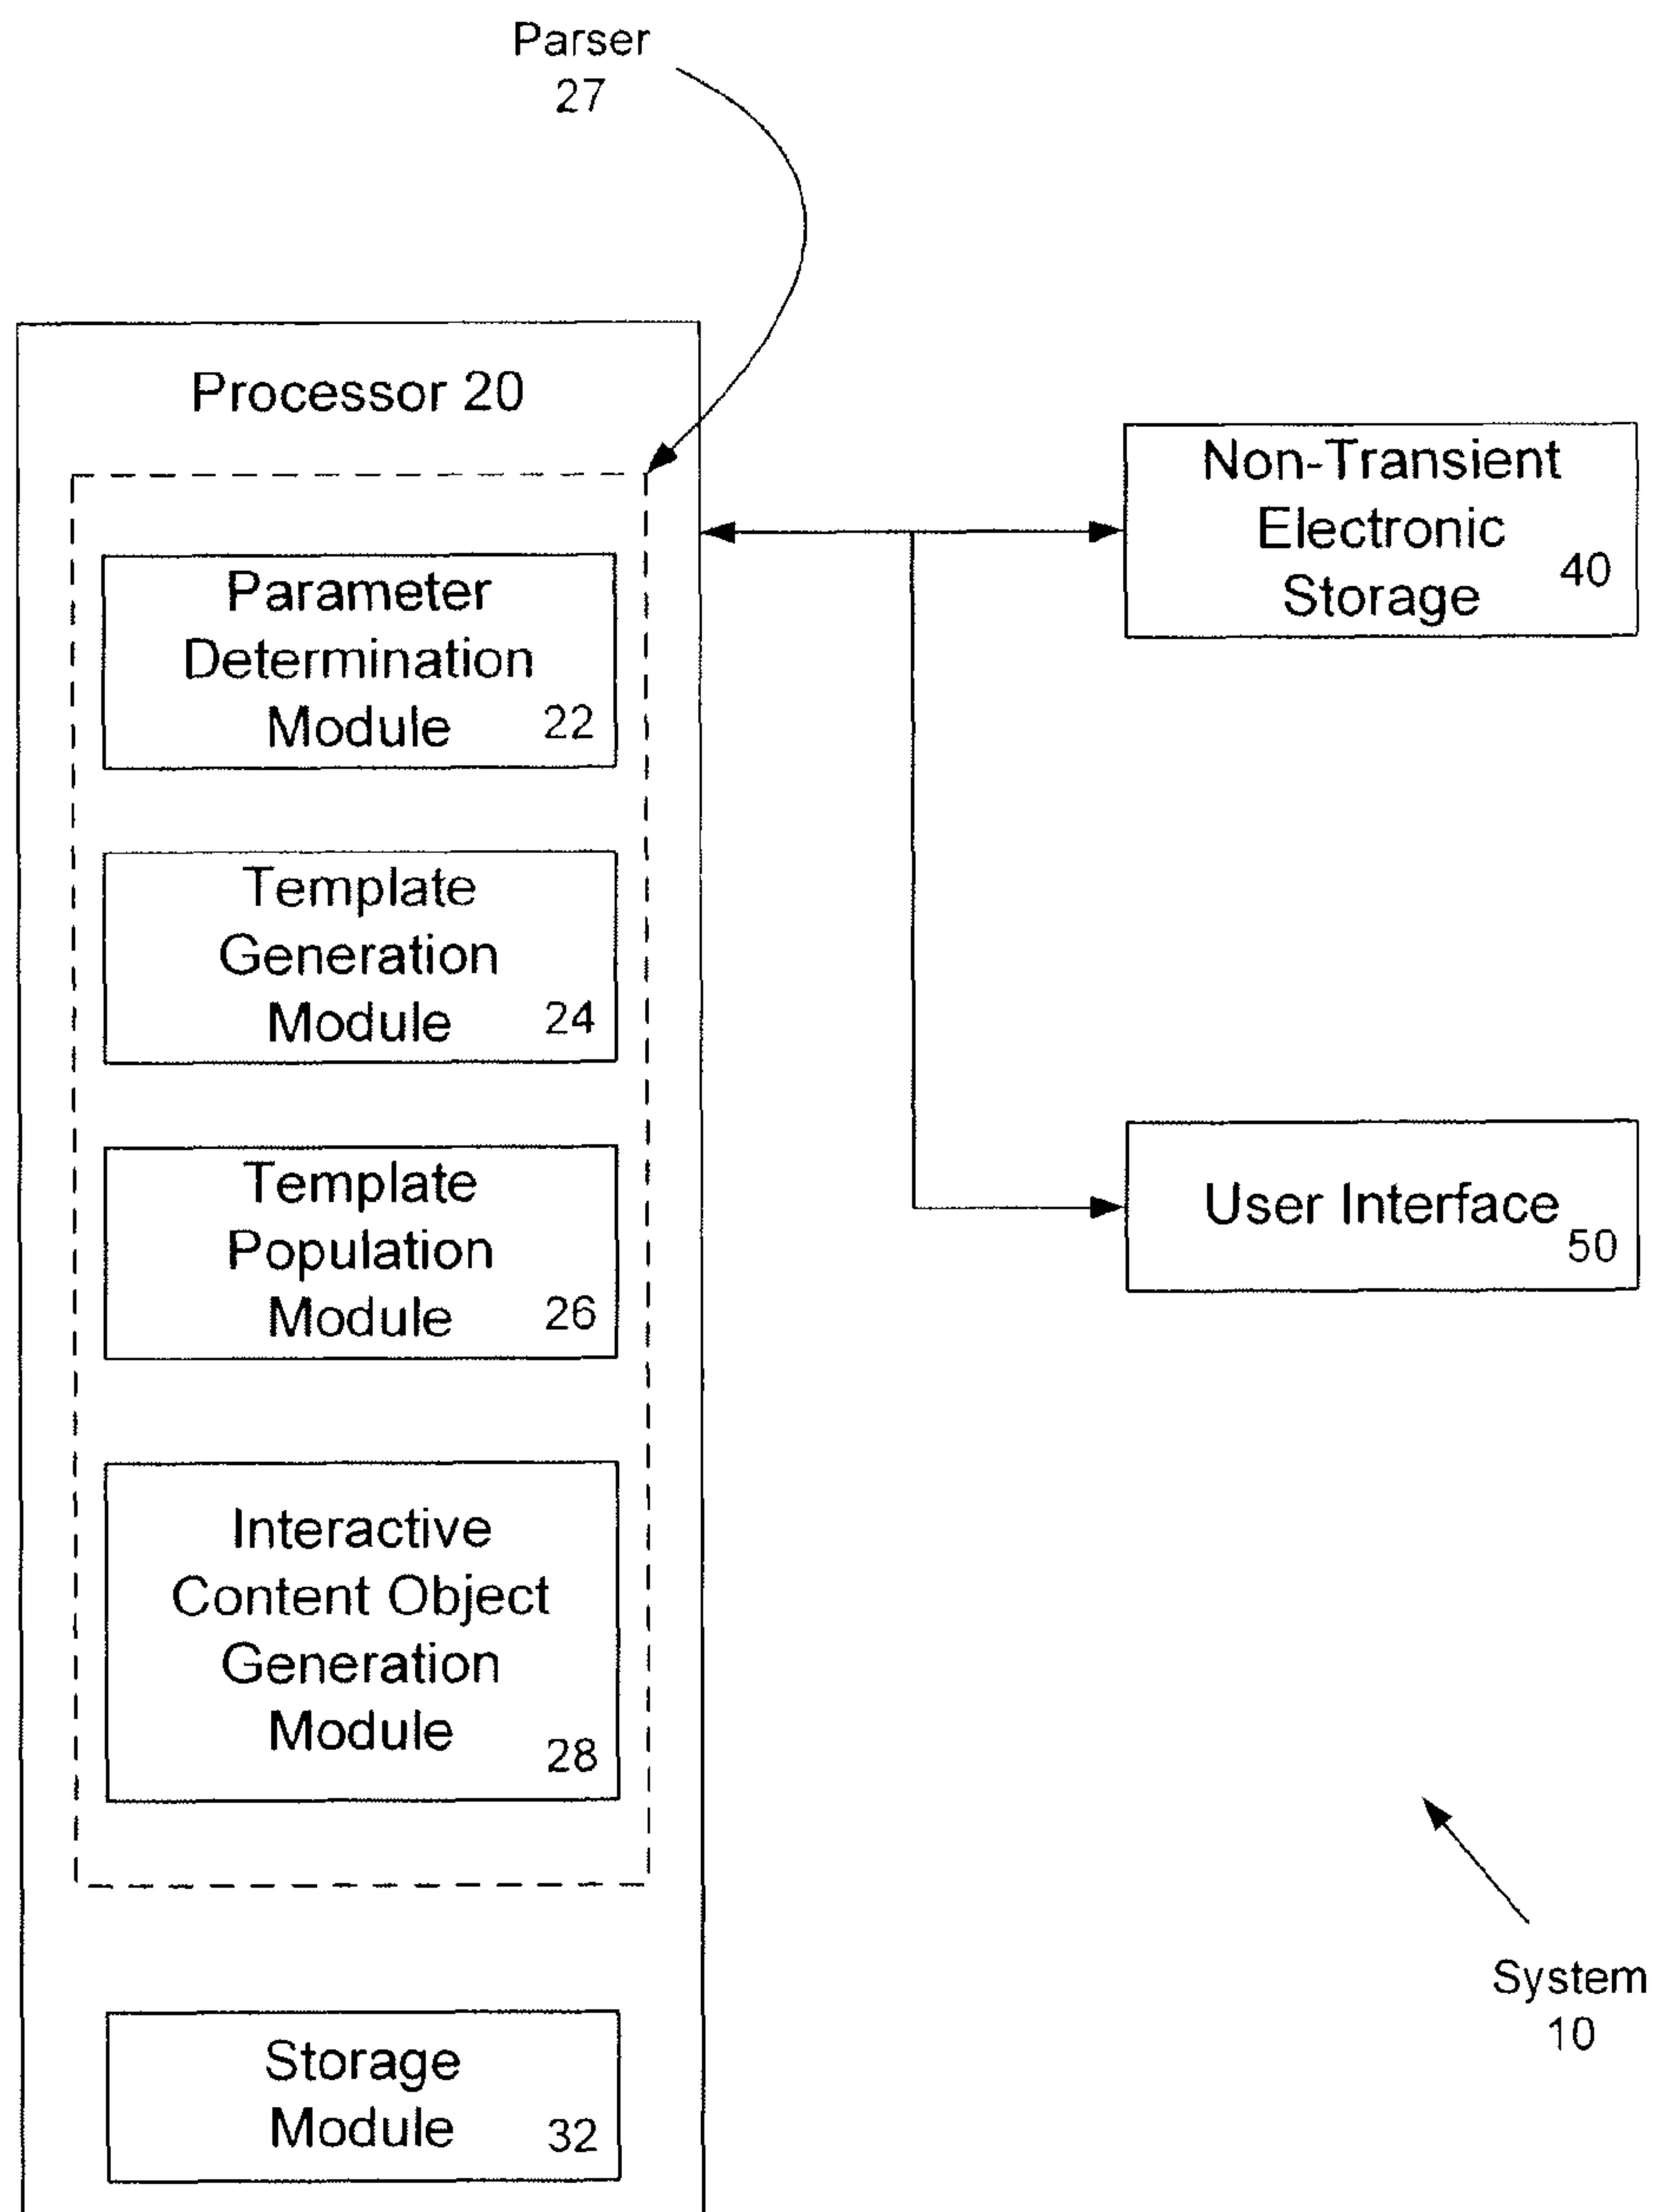 Parser
27
Processor 20
Parameter
Determination
Module 22
Template
Generation
Module 24
Template
Population
Module 26
Interactive
Content Object
Generation
Module
28
Storage
Module 32
Non-Transient
Electronic
Storage 40
User Interface
50
System
10